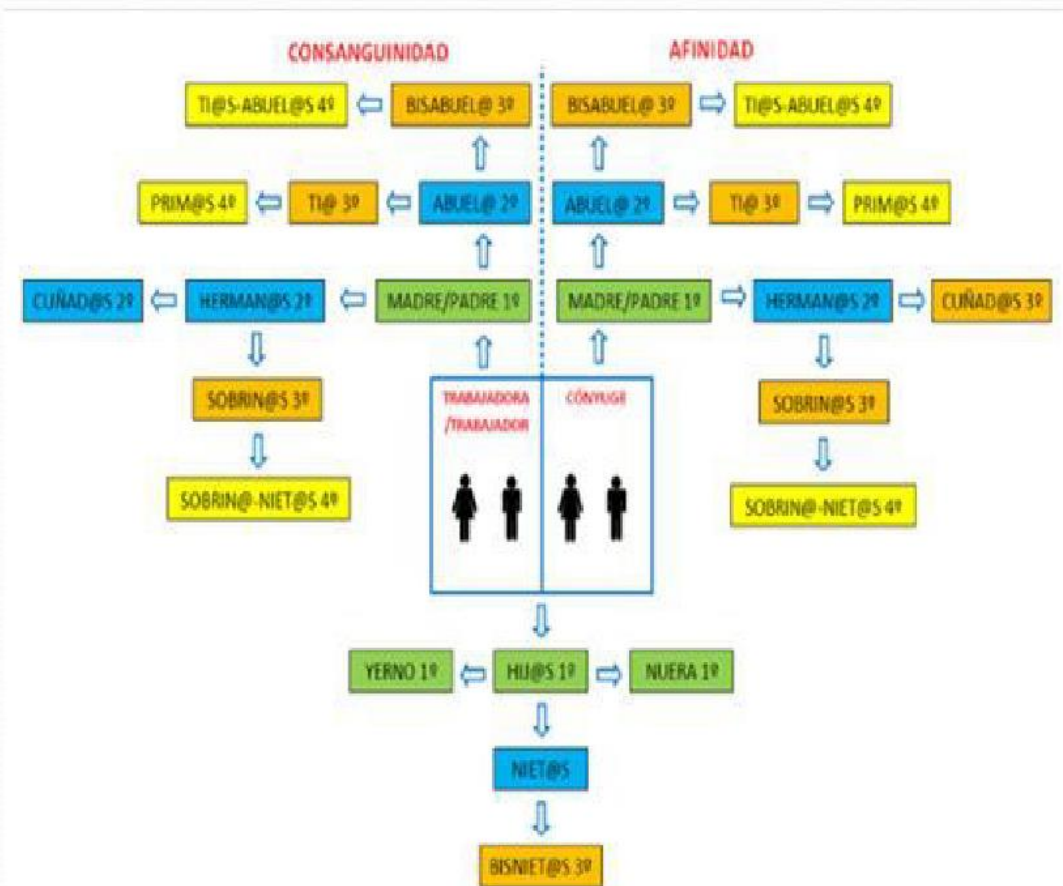 CONSANGUINIDAD
AFINIDAD
TI@S-ABUEL@S 4º
BISABUEL@ 3º
BISABUEL@ 3º
TI@S-ABUEL@S 4º
PRIM@S 4º
TI@ 3º
ABUEL@ 2º
ABUEL@ 2º
TI@ 3º
PRIM@S 4º
CUÑAD@S 2º
HERMAN@S 2º
MADRE/PADRE 1º
MADRE/PADRE 1º
HERMAN@S 2º
CUÑAD@S 3º
SOBRIN@S 3º
TRABAJADORA
/TRABAJADOR
CÓNYUGE
SOBRIN@S 3º
SOBRIN@-NIET@S 4º
SOBRIN@-NIET@S 4º
YERNO 1º
HIJ@S 1º
NUERA 1º
NIET@S
BISNIET@S 3º